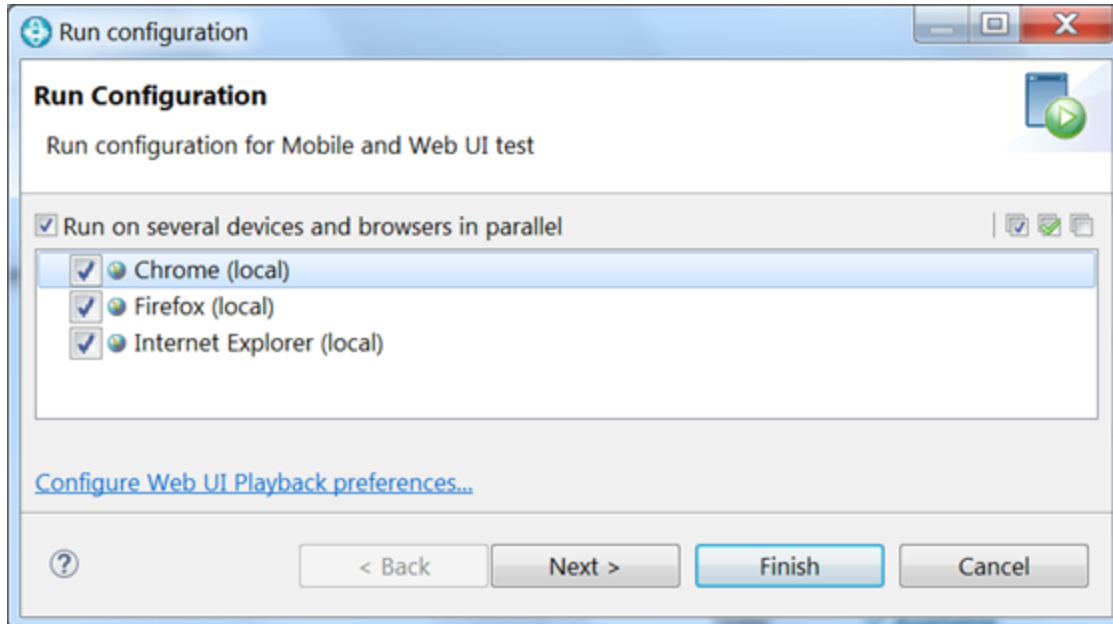 Run configuration
Run Configuration
Run configuration for Mobile and Web UI test
Run on several devices and browsers in parallel
Chrome (local)
Firefox (local)
Internet Explorer (local)
Configure Web UI Playback preferences...
? < Back Next > Finish Cancel